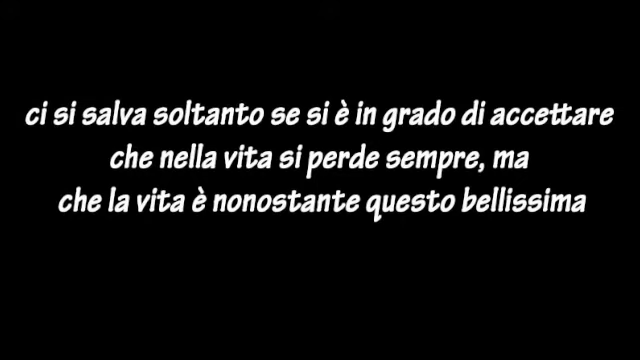 ci si salva soltanto se si è in grado di accettare
che nella vita si perde sempre, ma
che la vita è nonostante questo bellissima